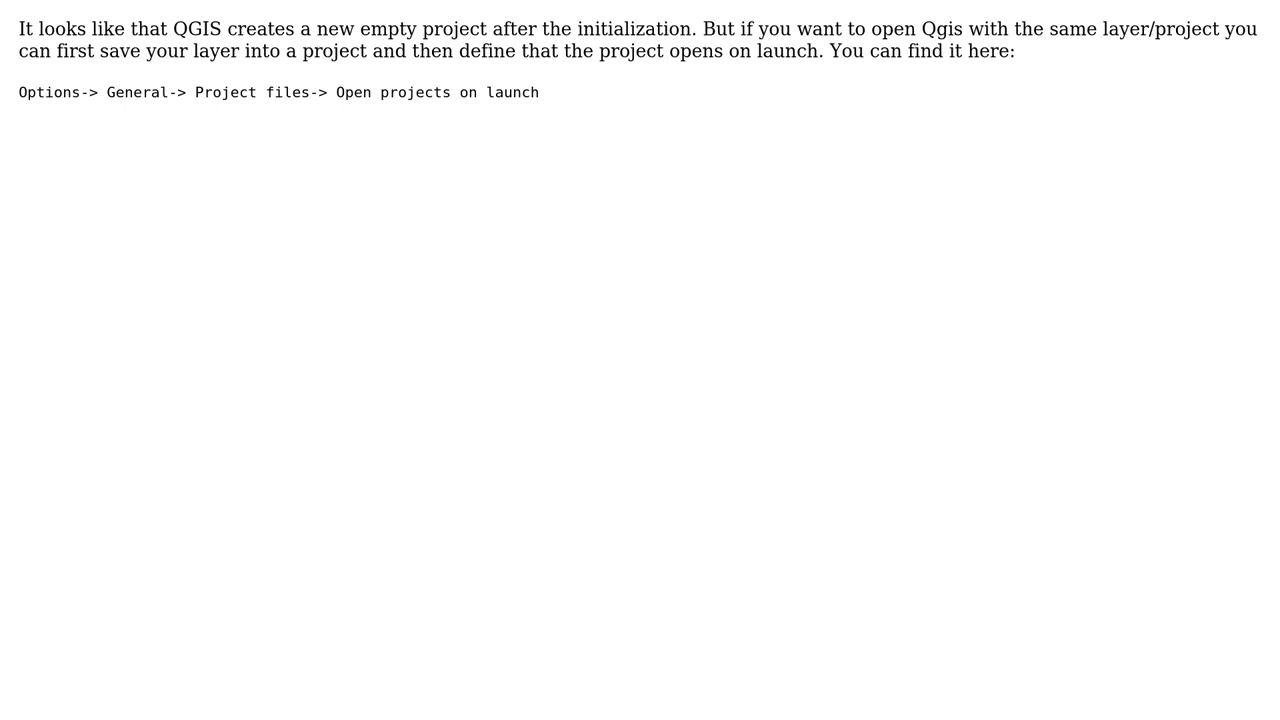 It looks like that QGIS creates a new empty project after the initialization. But if you want to open Qgis with the same layer/project you
can first save your layer into a project and then define that the project opens on launch. You can find it here:
Options-> General-> Project files-> Open projects on launch